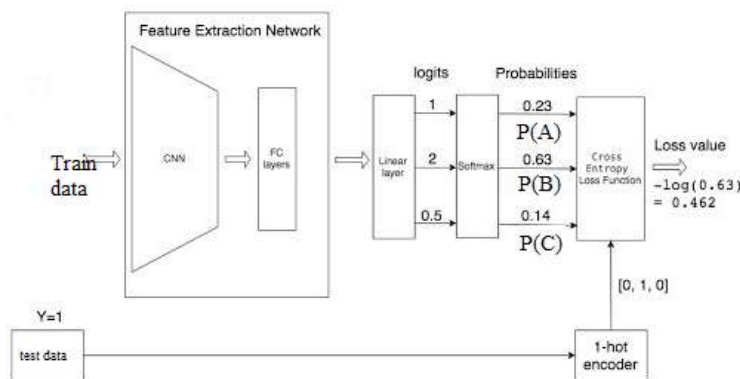 Feature Extraction Network
logits
Probabilities
Train
data
CNN
FC
layers
Linear
layer
1
2
0.5
Softmax
0.23
P(A)
0.63
P(B)
0.14
P(C)
Cross
Entropy
Loss Function
Loss value
-log(0.63)
= 0.462
[0, 1, 0]
Y=1
test data
1-hot
encoder